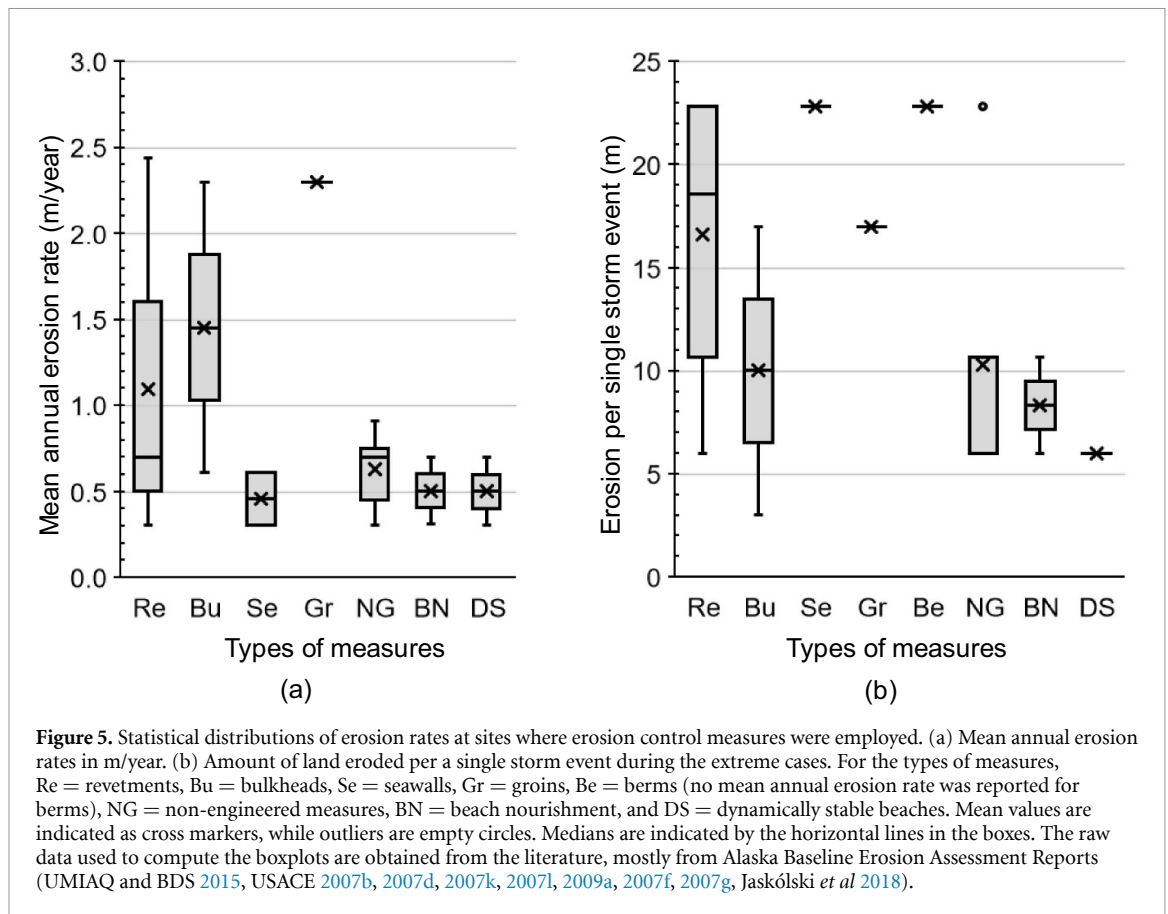 3.0
2.5
2.0
1.5
1.0
0.5
0.0
Mean annual erosion rate (m/year)
Re Bu Se Gr NG BN DS
Types of measures
(a)
25
20
15
10
5
0
Erosion per single storm event (m)
Re Bu Se Gr Be NG BN DS
Types of measures
(b)
Figure 5. Statistical distributions of erosion rates at sites where erosion control measures were employed. (a) Mean annual erosion
rates in m/year. (b) Amount of land eroded per a single storm event during the extreme cases. For the types of measures,
Re = revetments, Bu = bulkheads, Se = seawalls, Gr = groins, Be = berms (no mean annual erosion rate was reported for
berms), NG = non-engineered measures, BN = beach nourishment, and DS = dynamically stable beaches. Mean values are
indicated as cross markers, while outliers are empty circles. Medians are indicated by the horizontal lines in the boxes. The raw
data used to compute the boxplots are obtained from the literature, mostly from Alaska Baseline Erosion Assessment Reports
(UMIAQ and BDS 2015, USACE 2007b, 2007d, 2007k, 2007l, 2009a, 2007f, 2007g, Jaskólski et al 2018).